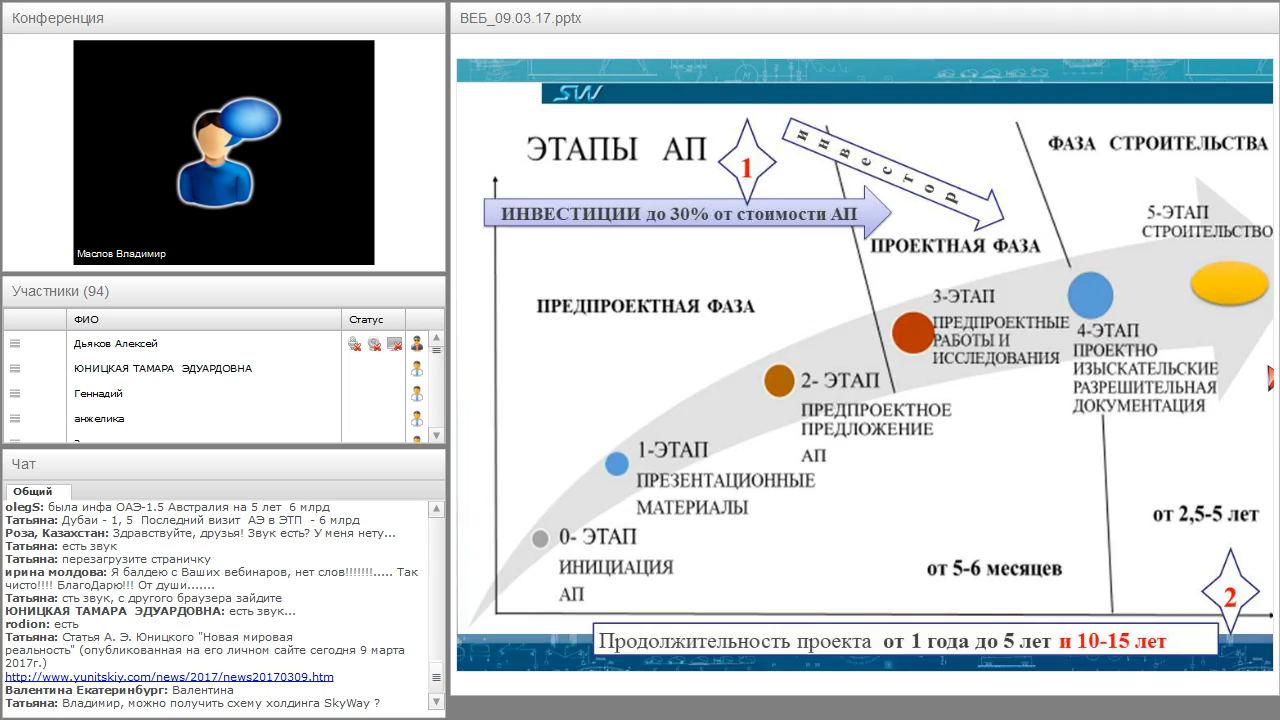 Конференция
Маслов Владимир
Участники (94)
ФИО
Статус
Дьяков Алексей
ЮНИЦКАЯ ТАМАРА ЭДУАРДОВНА
Геннадий
анжелика
Чат
Общий
olegS: была инфа ОАЭ-1.5 Австралия на 5 лет 6 млрд
Татьяна: Дубаи - 1, 5 Последний визит АЭ в ЭТП - 6 млрд
Роза, Казахстан: Здравствуйте, друзья! Звук есть? У меня нету...
Татьяна: есть звук
Татьяна: перезагрузите страничку
ирина молдова: Я балдею с Ваших вебинаров, нет слов!!!!!!!..... Так
чисто!!!! БлагоДарю!!! От души.......
Татьяна: сть звук, с другого браузера зайдите
ЮНИЦКАЯ ТАМАРА ЭДУАРДОВНА: есть звук...
rodion: есть
Татьяна: Статья А. Э. Юницкого "Новая мировая
реальность" (опубликованная на его личном сайте сегодня 9 марта
2017г.)
http://www.yunitskiy.com/news/2017/news20170309.htm
Валентина Екатеринбург: Валентина
Татьяна: Владимир, можно получить схему холдинга SkyWay ?
ВЕБ_09.03.17.pptx
SW
ЭТАПЫ АП
1
инвестор
ФАЗА СТРОИТЕЛЬСТВА
ИНВЕСТИЦИИ до 30% от стоимости АП
5-ЭТАП
СТРОИТЕЛЬСТВО
ПРОЕКТНАЯ ФАЗА
ПРЕДПРОЕКТНАЯ ФАЗА
3-ЭТАП
ПРЕДПРОЕКТНЫЕ
РАБОТЫ И
ИССЛЕДОВАНИЯ
4-ЭТАП
ПРОЕКТНО
ИЗЫСКАТЕЛЬСКИЕ
РАЗРЕШИТЕЛЬНАЯ
ДОКУМЕНТАЦИЯ
2- ЭТАП
ПРЕДПРОЕКТНОЕ
ПРЕДЛОЖЕНИЕ
АП
1-ЭТАП
ПРЕЗЕНТАЦИОННЫЕ
МАТЕРИАЛЫ
0- ЭТАП
ИНИЦИАЦИЯ
АП
от 2,5-5 лет
от 5-6 месяцев
2
Продолжительность проекта от 1 года до 5 лет и 10-15 лет